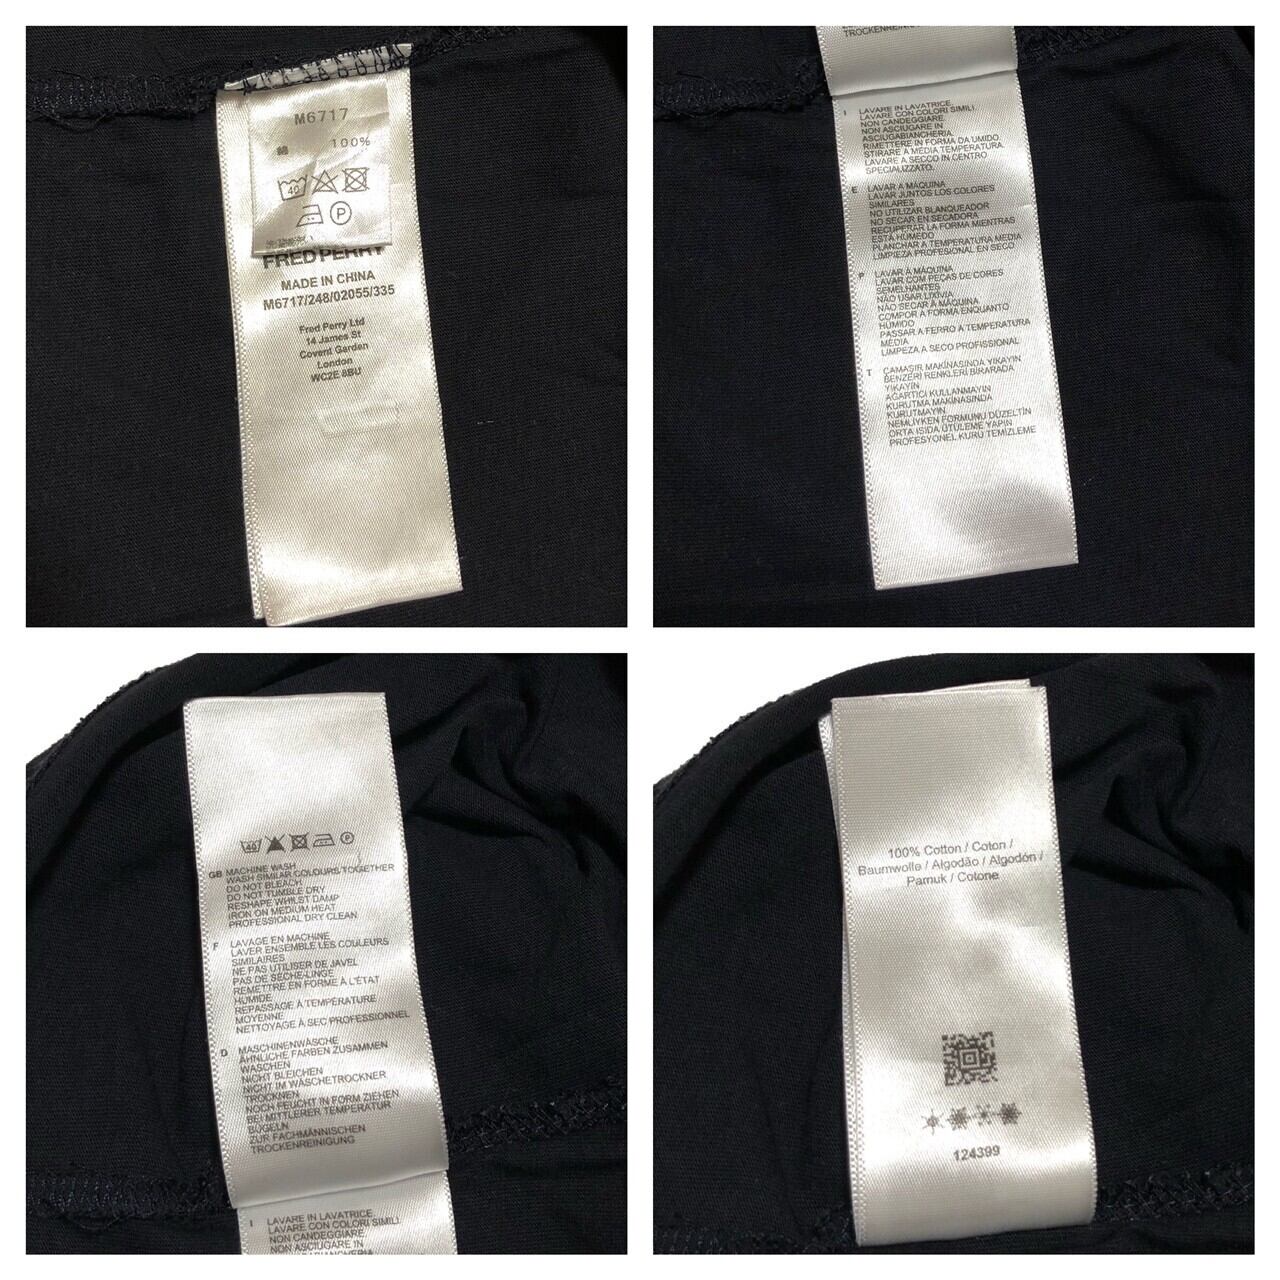 M6717
M 100%
40
P
FRED PERRY
MADE IN CHINA
M6717/248/02055/335
Fred Perry Ltd
14 James St
Covent Garden
London
WC2E 8BU
TROCKENREINIGUNG
I LAVARE IN LAVATRICE.
LAVARE CON COLORI SIMILI.
NON CANDEGGIARE.
NON ASCIUGARE IN
ASCIUGABIANCHERIA.
RIMETTERE IN FORMA DA UMIDO.
STIRARE A MEDIA TEMPERATURA.
LAVARE A SECCO IN CENTRO
SPECIALIZZATO.
E LAVAR A MÁQUINA
LAVAR JUNTOS LOS COLORES
SIMILARES
NO UTILIZAR BLANQUEADOR
NO SECAR EN SECADORA
RECUPERAR LA FORMA MIENTRAS
ESTÁ HÚMEDO
PLANCHAR A TEMPERATURA MEDIA
LIMPIEZA PROFESIONAL EN SECO
P LAVAR À MÁQUINA
LAVAR COM PEÇAS DE CORES
SEMELHANTES
NÃO USAR LIXÍVIA
NÃO SECAR À MÁQUINA
COMPOR A FORMA ENQUANTO
HÚMIDO
PASSAR A FERRO À TEMPERATURA
MÉDIA
LIMPEZA A SECO PROFISSIONAL
T ÇAMAŞIR MAKİNASINDA YIKAYIN
BENZERİ RENKLERİ BİRARADA
YIKAYIN
AĞARTICI KULLANMAYIN
KURUTMA MAKİNASINDA
KURUTMAYIN
NEMLİYKEN FORMUNU DÜZELTİN
ORTA ISIDA ÜTÜLEME YAPIN
PROFESYONEL KURU TEMİZLEME
40 P
GB MACHINE WASH
WASH SIMILAR COLOURS TOGETHER
DO NOT BLEACH
DO NOT TUMBLE DRY
RESHAPE WHILST DAMP
IRON ON MEDIUM HEAT
PROFESSIONAL DRY CLEAN
F LAVAGE EN MACHINE
LAVER ENSEMBLE LES COULEURS
SIMILAIRES
NE PAS UTILISER DE JAVEL
PAS DE SÈCHE-LINGE
REMETTRE EN FORME À L'ÉTAT
HUMIDE
REPASSAGE À TEMPÉRATURE
MOYENNE
NETTOYAGE À SEC PROFESSIONNEL
D MASCHINENWÄSCHE
ÄHNLICHE FARBEN ZUSAMMEN
WASCHEN
NICHT BLEICHEN
NICHT IM WÄSCHETROCKNER
TROCKNEN
NOCH FEUCHT IN FORM ZIEHEN
BEI MITTLERER TEMPERATUR
BÜGELN
ZUR FACHMÄNNISCHEN
TROCKENREINIGUNG
I LAVARE IN LAVATRICE.
LAVARE CON COLORI SIMILI.
NON CANDEGGIARE.
NON ASCIUGARE IN
100% Cotton / Coton /
Baumwolle / Algodão / Algodón /
Pamuk / Cotone
124399